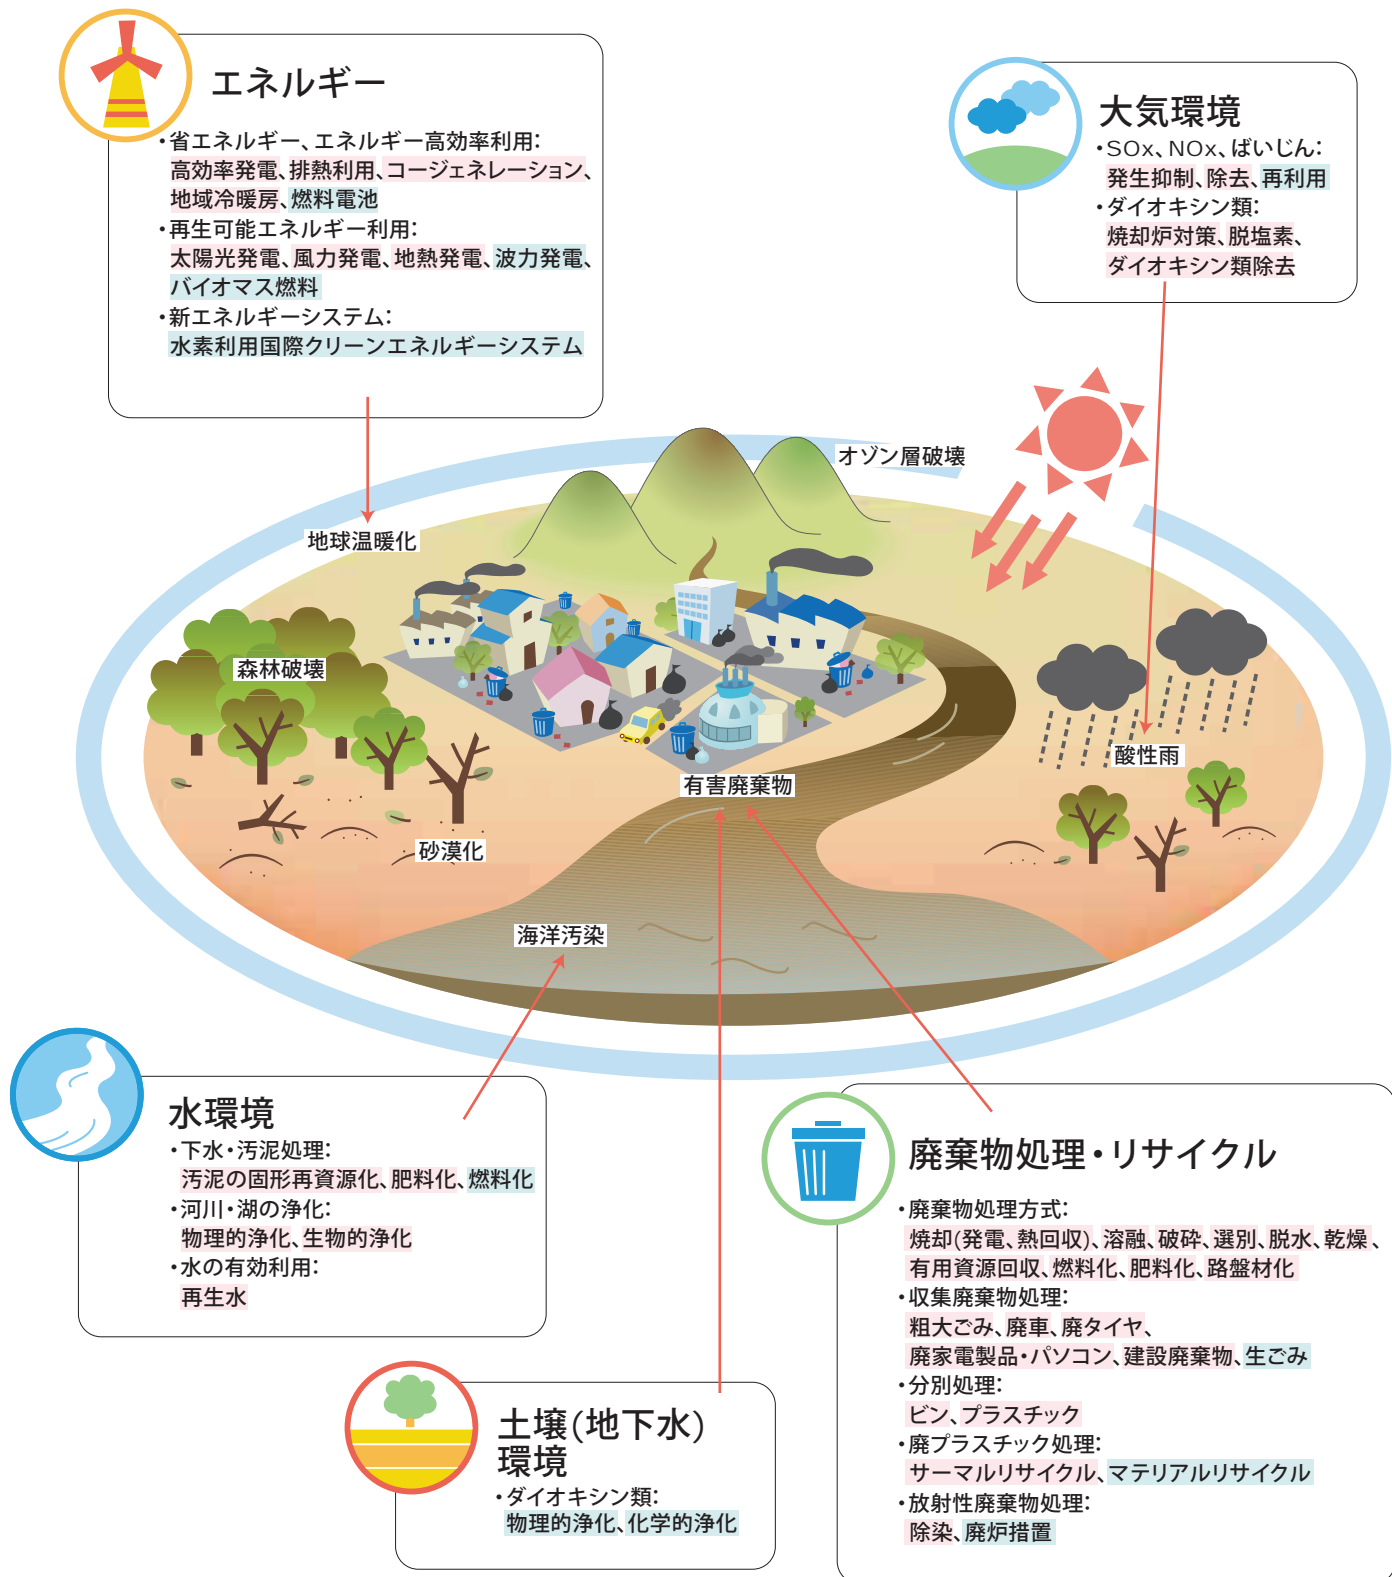 エネルギー
・省エネルギー、エネルギー高効率利用:
高効率発電、排熱利用、コージェネレーション、
地域冷暖房、燃料電池
・再生可能エネルギー利用:
太陽光発電、風力発電、地熱発電、波力発電、
バイオマス燃料
・新エネルギーシステム:
水素利用国際クリーンエネルギーシステム
大気環境
・SOx、NOx、ばいじん:
発生抑制、除去、再利用
・ダイオキシン類:
焼却炉対策、脱塩素、
ダイオキシン類除去
オゾン層破壊
地球温暖化
森林破壊
酸性雨
有害廃棄物
砂漠化
海洋汚染
水環境
・下水・汚泥処理:
汚泥の固形再資源化、肥料化、燃料化
・河川・湖の浄化:
物理的浄化、生物的浄化
・水の有効利用:
再生水
土壌(地下水)
環境
・ダイオキシン類:
物理的浄化、化学的浄化
廃棄物処理・リサイクル
・廃棄物処理方式:
焼却(発電、熱回収)、溶融、破砕、選別、脱水、乾燥、
有用資源回収、燃料化、肥料化、路盤材化
・収集廃棄物処理:
粗大ごみ、廃車、廃タイヤ、
廃家電製品・パソコン、建設廃棄物、生ごみ
・分別処理:
ビン、プラスチック
・廃プラスチック処理:
サーマルリサイクル、マテリアルリサイクル
・放射性廃棄物処理:
除染、廃炉措置